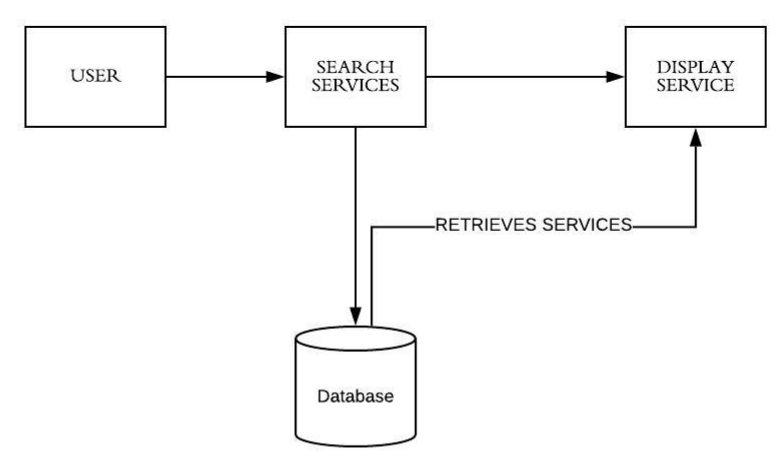 USER
SEARCH
SERVICES
DISPLAY
SERVICE
RETRIEVES SERVICES
Database